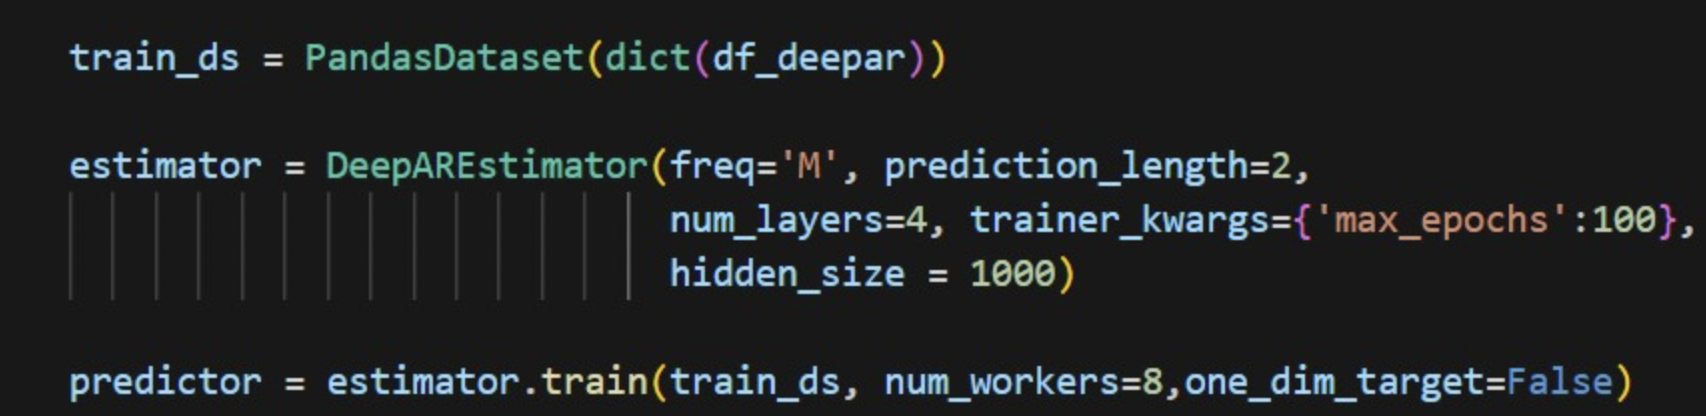 train_ds = PandasDataset(dict(df_deepar))
estimator = DeepAREstimator(freq='M', prediction_length=2,
num_layers=4, trainer_kwargs={'max_epochs':100},
hidden_size = 1000)
predictor = estimator.train(train_ds, num_workers=8,one_dim_target=False)